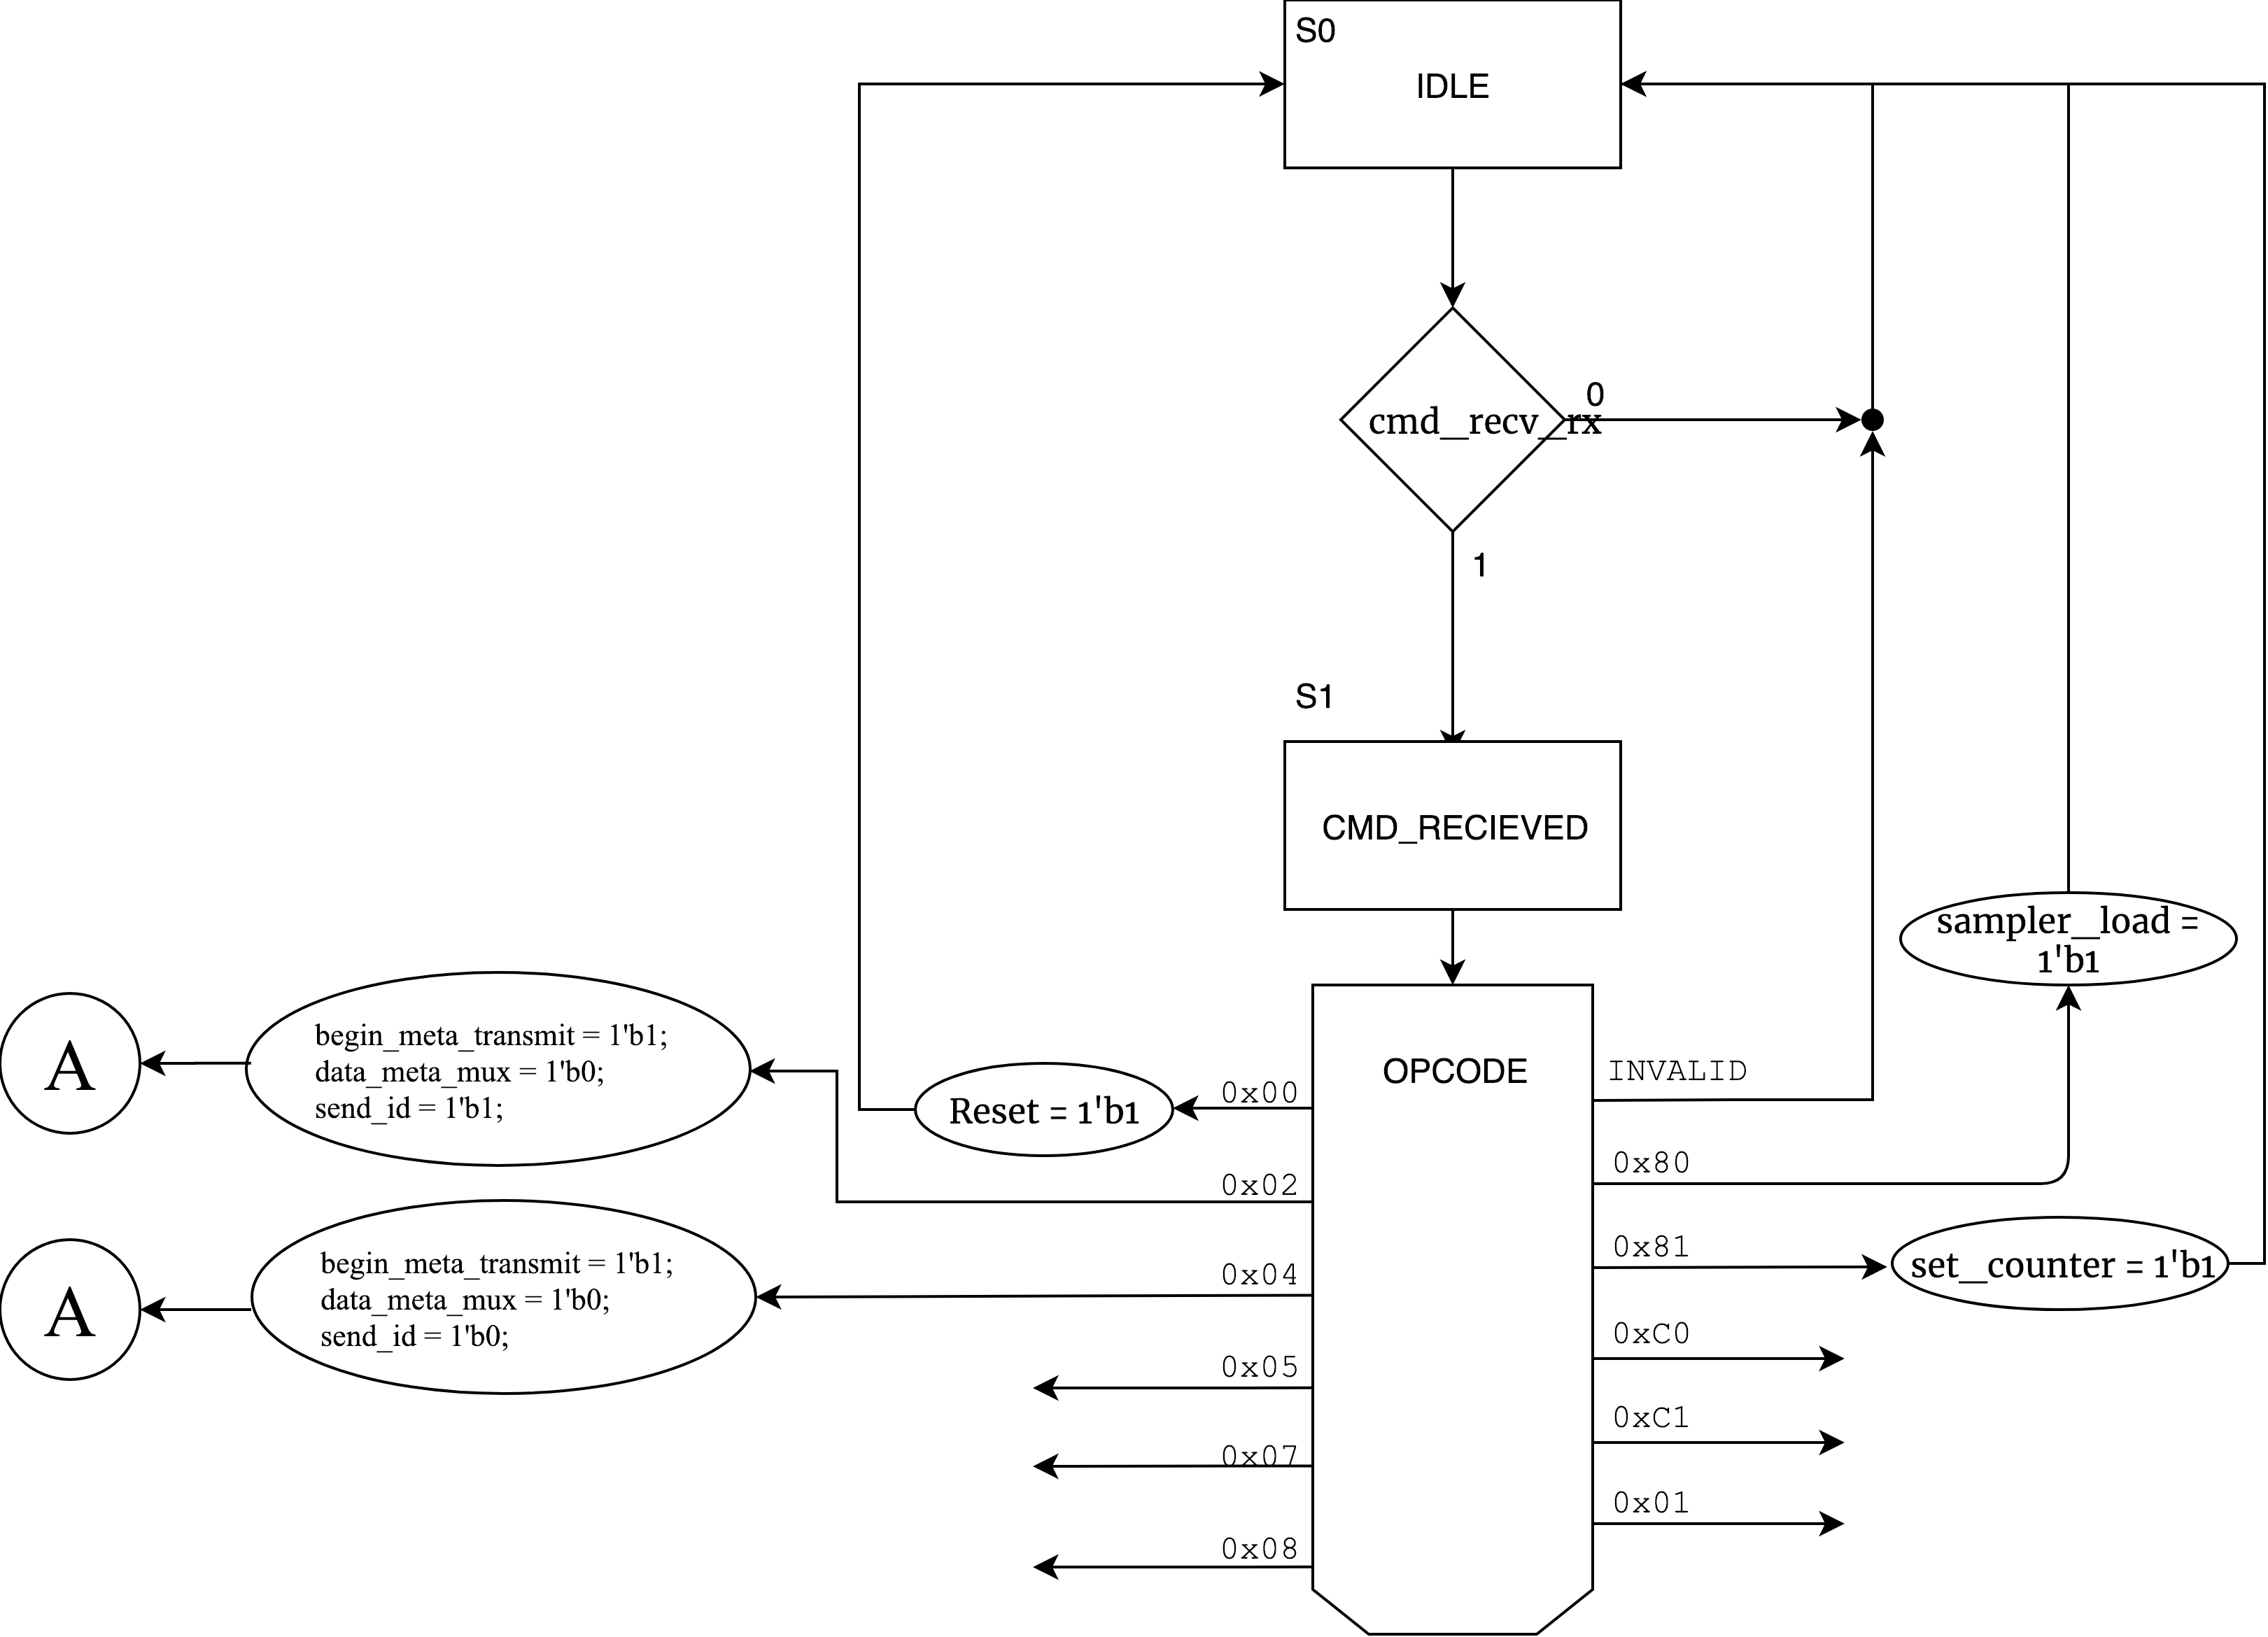 S0
IDLE
0
cmd_recv_rx
1
S1
CMD_RECIEVED
sampler_load =
1'b1
begin_meta_transmit = 1'b1;
data_meta_mux = 1'b0;
send_id = 1'b1;
A
OPCODE
INVALID
0x00
Reset = 1'b1
0x80
0x02
0x81
set_counter = 1'b1
begin_meta_transmit = 1'b1;
data_meta_mux = 1'b0;
send_id = 1'b0;
A
0x04
0xC0
0x05
0xC1
0x07
0x01
0x08